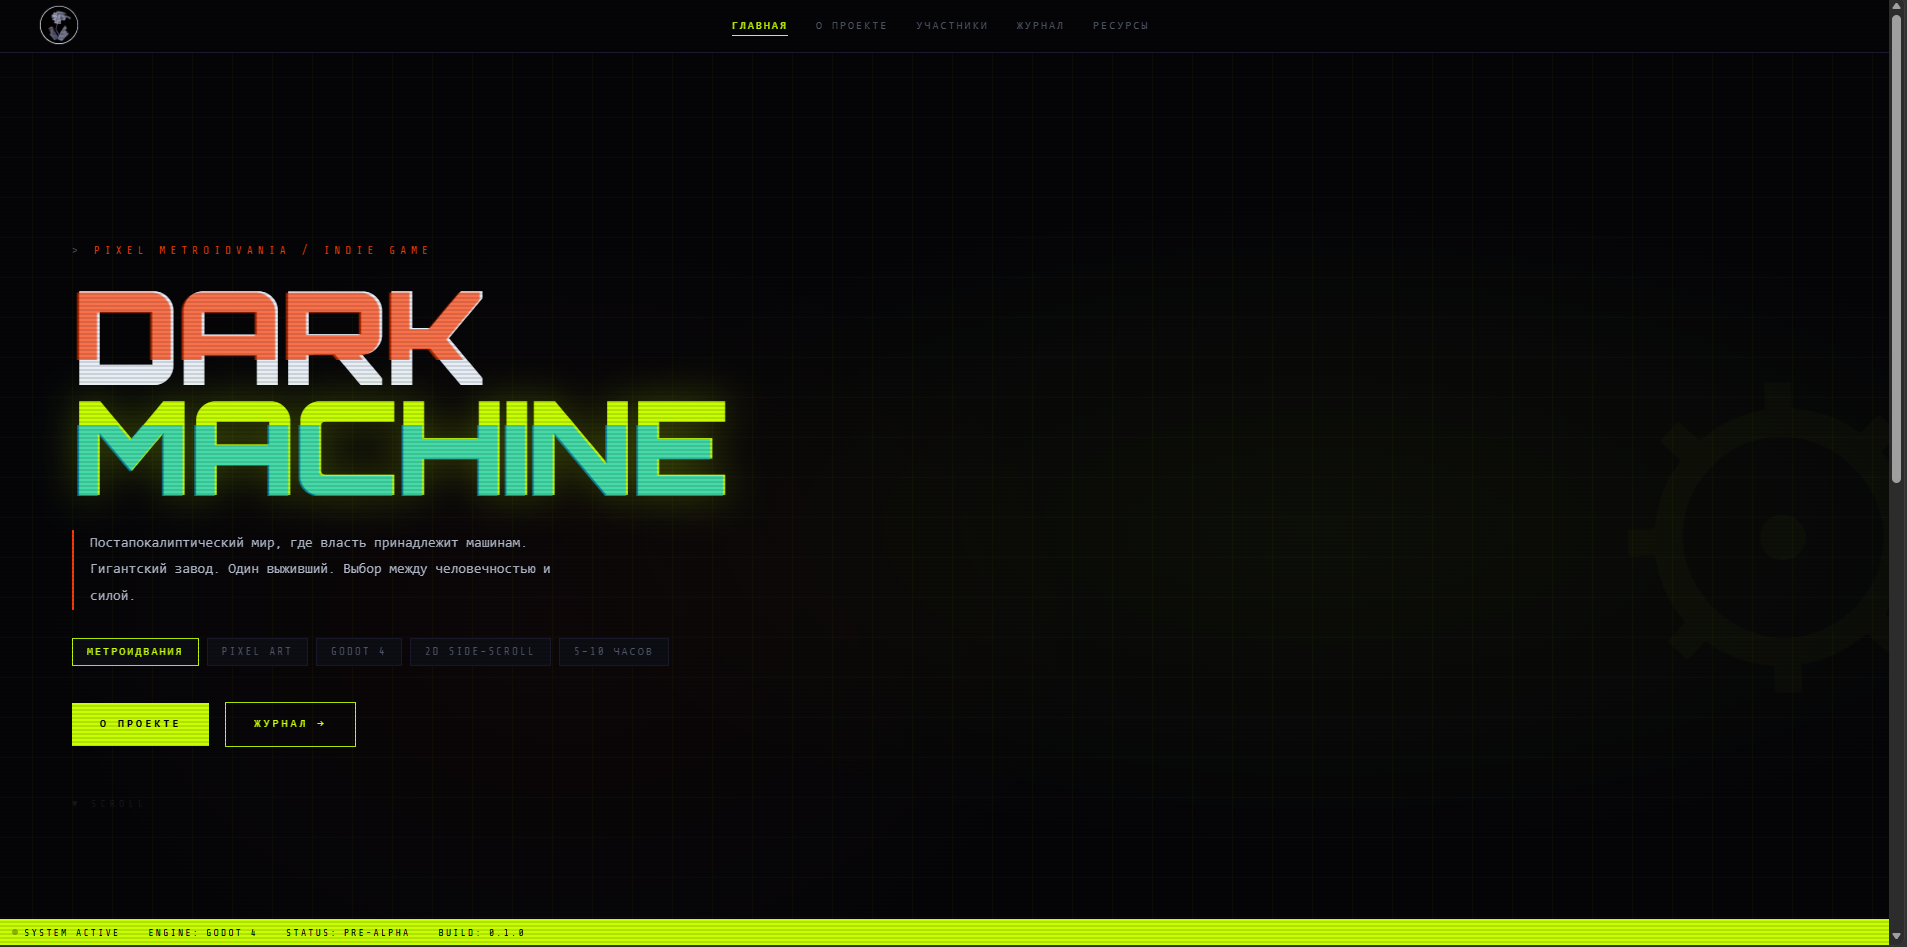 ГЛАВНАЯ О ПРОЕКТЕ УЧАСТНИКИ ЖУРНАЛ РЕСУРСЫ
> PIXEL METROIDVANIA / INDIE GAME
DARK
MACHINE
Постапокалиптический мир, где власть принадлежит машинам.
Гигантский завод. Один выживший. Выбор между человечностью и
силой.
МЕТРОИДВАНИЯ PIXEL ART GODOT 4 2D SIDE-SCROLL 5-10 ЧАСОВ
О ПРОЕКТЕ ЖУРНАЛ →
▼ SCROLL
SYSTEM ACTIVE ENGINE: GODOT 4 STATUS: PRE-ALPHA BUILD: 0.1.0